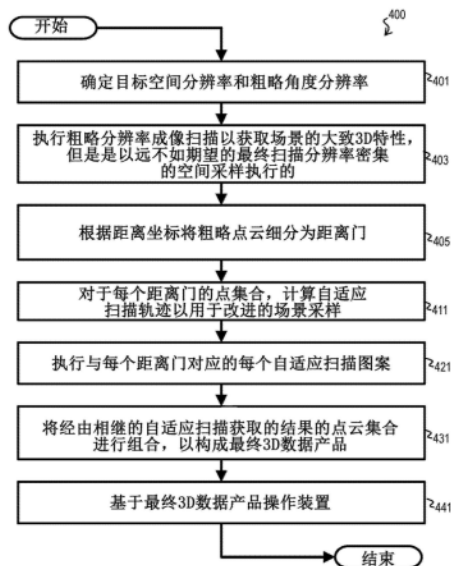 开始
400
确定目标空间分辨率和粗略角度分辨率
401
执行粗略分辨率成像扫描以获取场景的大致3D特性，
但是是以远不如期望的最终扫描分辨率密集
的空间采样执行的
403
根据距离坐标将粗略点云细分为距离门
405
对于每个距离门的点集合，计算自适应
扫描轨迹以用于改进的场景采样
411
执行与每个距离门对应的每个自适应扫描图案
421
将经由相继的自适应扫描获取的结果的点云集合
进行组合，以构成最终3D数据产品
431
基于最终3D数据产品操作装置
441
结束